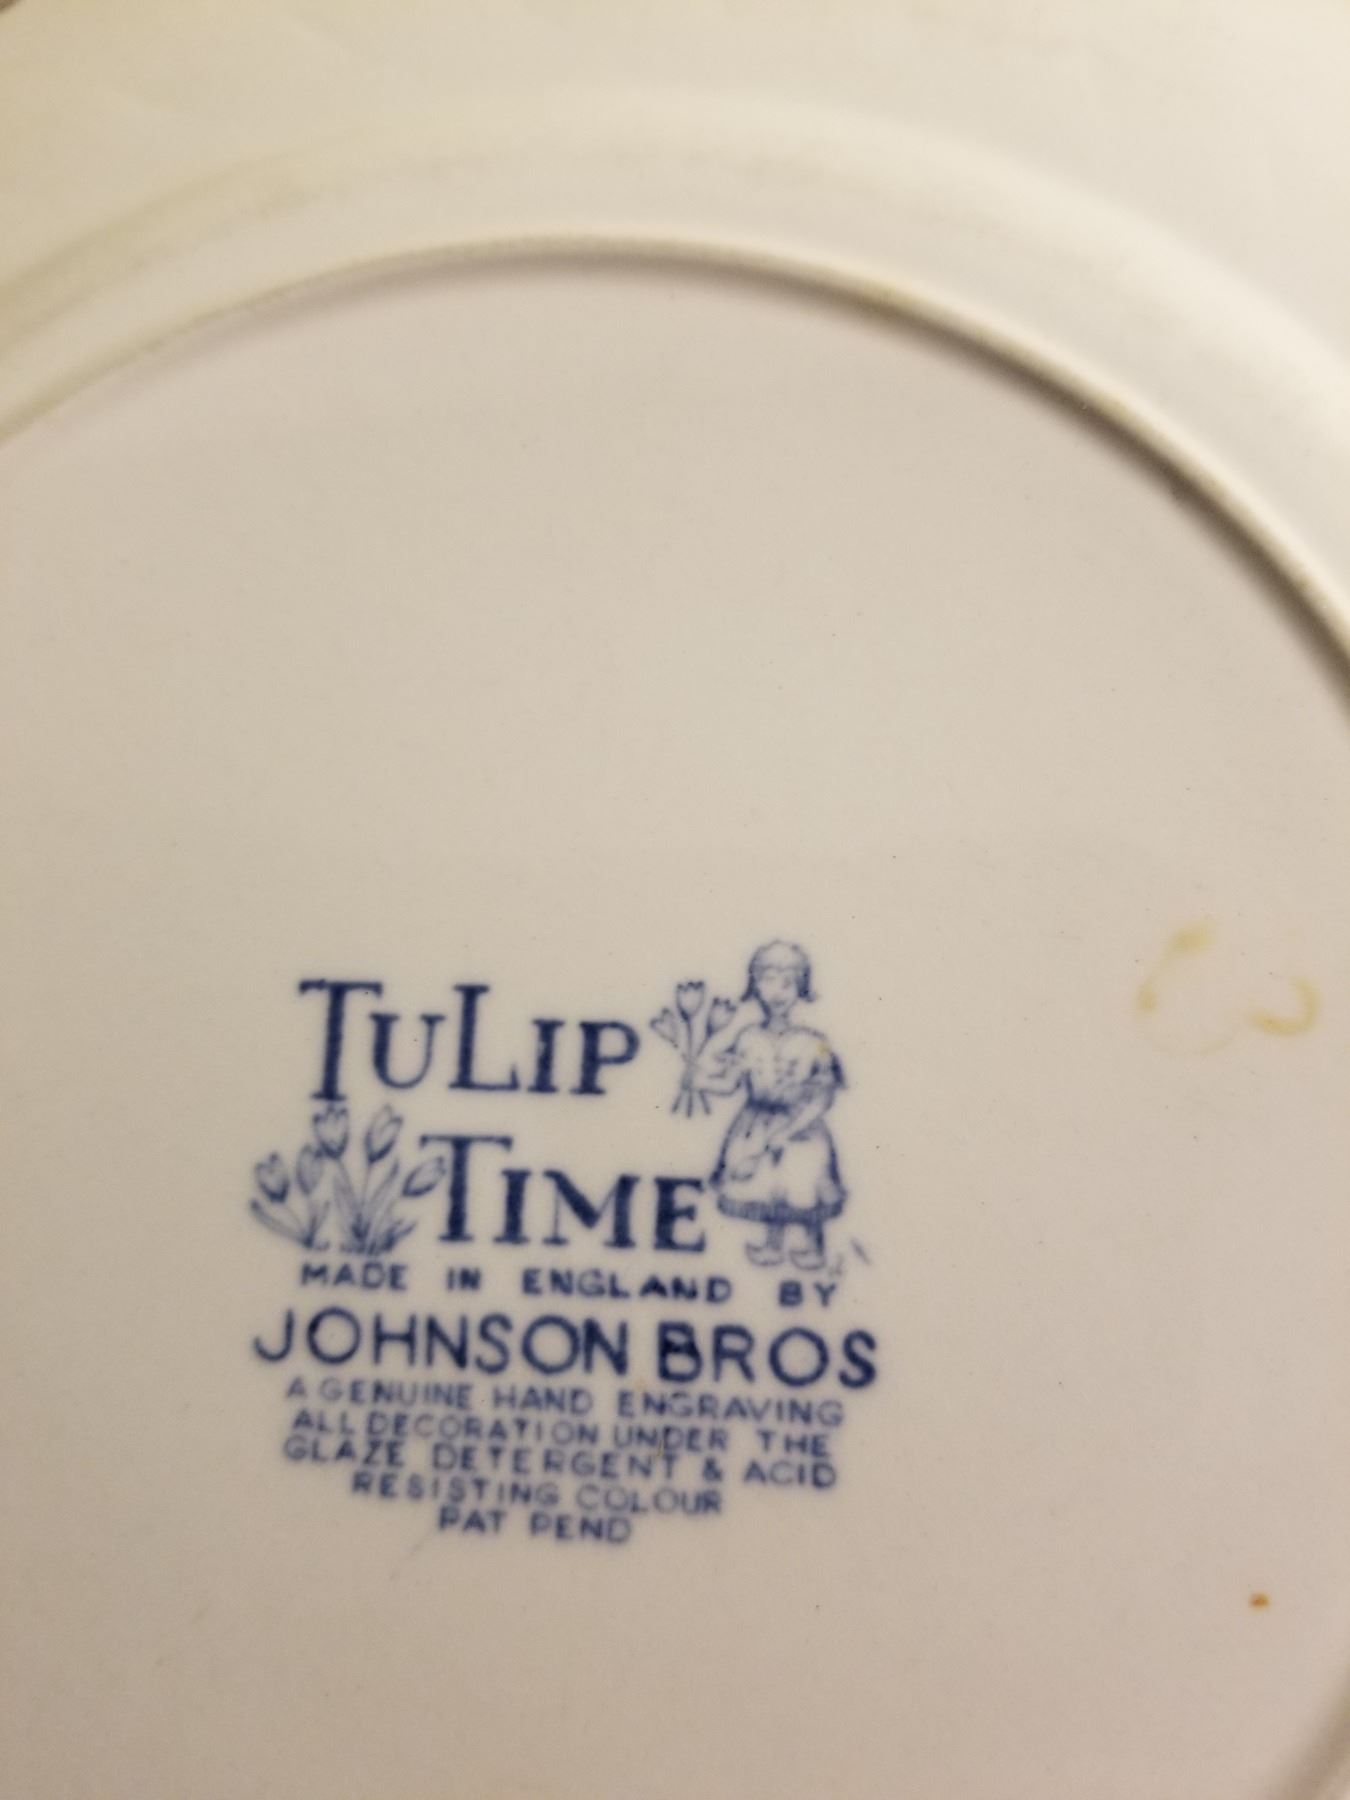 TULIP
TIME
MADE IN ENGLAND BY
JOHNSON BROS
A GENUINE HAND ENGRAVING
ALL DECORATION UNDER THE
GLAZE DETERGENT & ACID
RESISTING COLOUR
PAT PEND